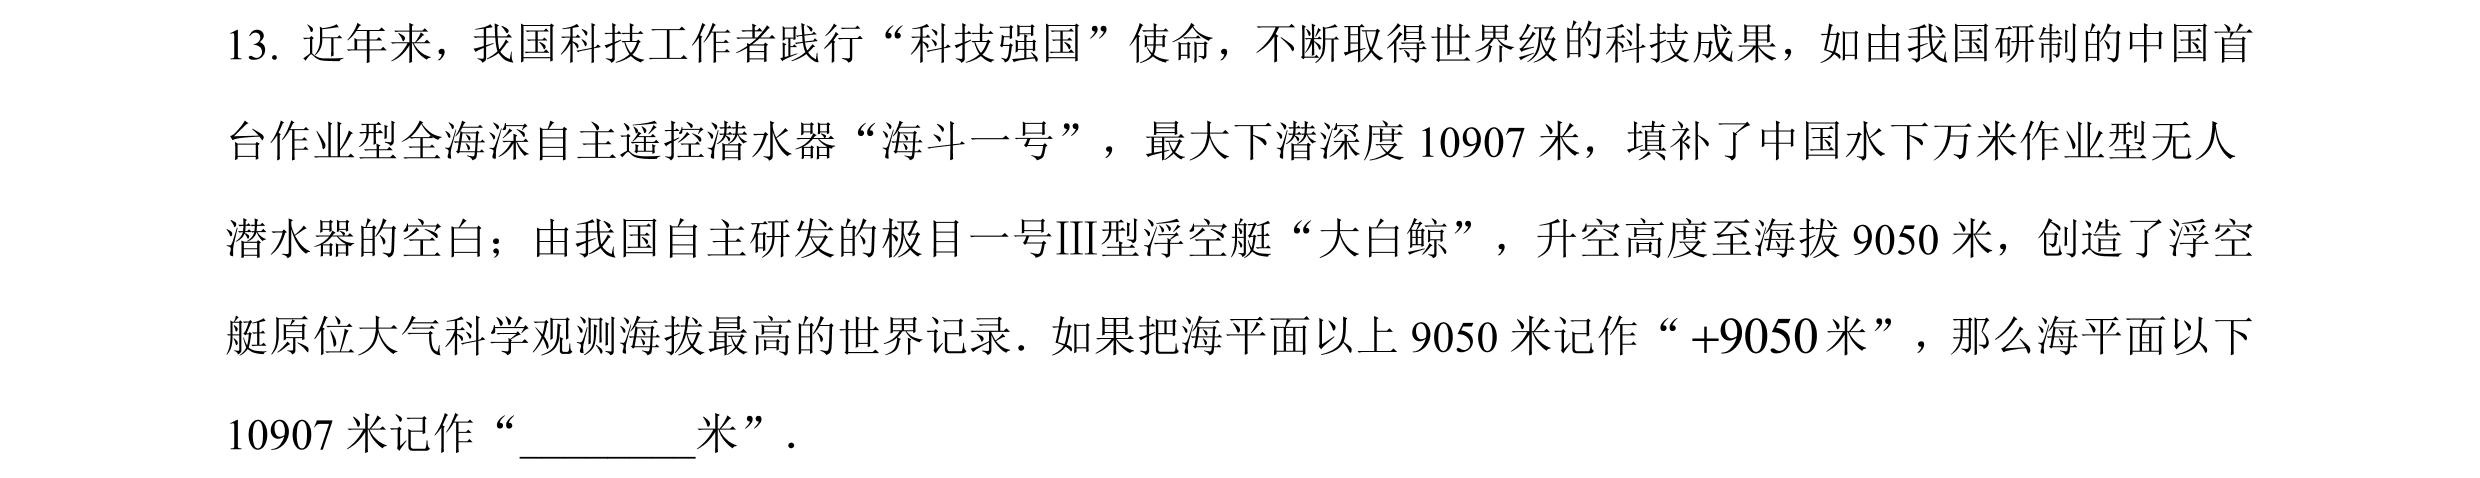 13. 近年来，我国科技工作者践行“科技强国”使命，不断取得世界级的科技成果，如由我国研制的中国首
台作业型全海深自主遥控潜水器“海斗一号”，最大下潜深度 10907 米，填补了中国水下万米作业型无人
潜水器的空白；由我国自主研发的极目一号Ⅲ型浮空艇“大白鲸”，升空高度至海拔 9050 米，创造了浮空
艇原位大气科学观测海拔最高的世界记录．如果把海平面以上 9050 米记作“+9050米”，那么海平面以下
10907 米记作“________米”．